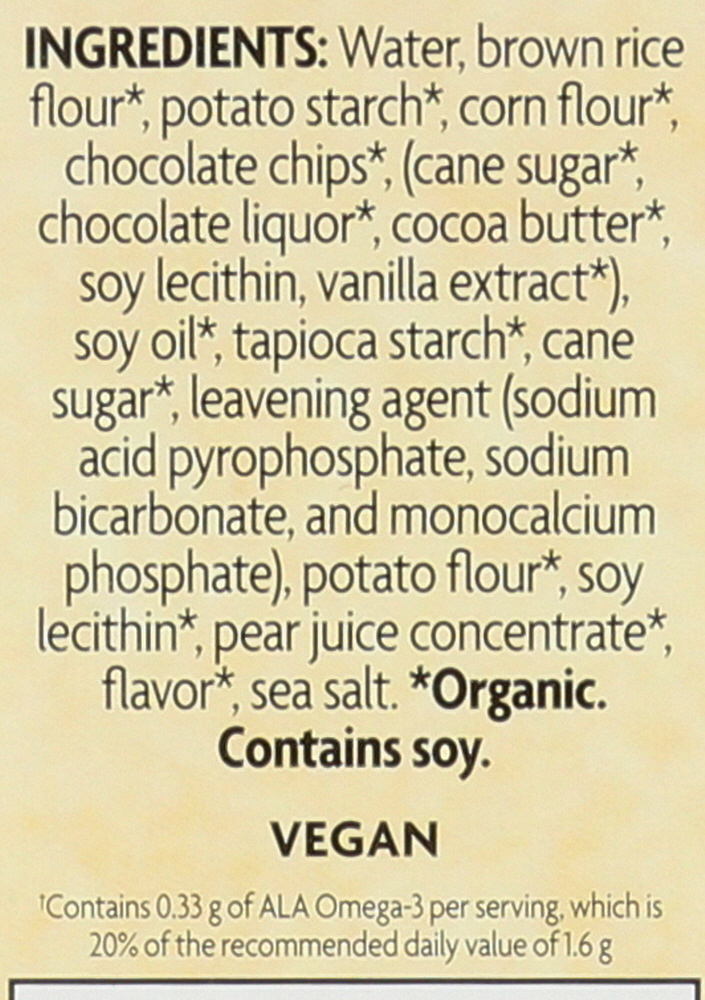 INGREDIENTS: Water, brown rice
flour*, potato starch*, corn flour*,
chocolate chips*, (cane sugar*,
chocolate liquor*, cocoa butter*,
soy lecithin, vanilla extract*),
soy oil*, tapioca starch*, cane
sugar*, leavening agent (sodium
acid pyrophosphate, sodium
bicarbonate, and monocalcium
phosphate), potato flour*, soy
lecithin*, pear juice concentrate*,
flavor*, sea salt. *Organic.
Contains soy.
VEGAN
†Contains 0.33 g of ALA Omega-3 per serving, which is
20% of the recommended daily value of 1.6 g